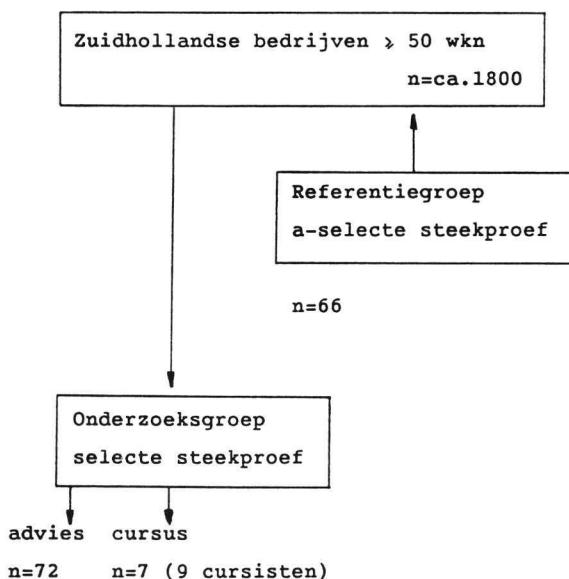 Zuidhollandse bedrijven ⩾ 50 wkn
n=ca.1800
Referentiegroep
a-selecte steekproef
n=66
Onderzoeksgroep
selecte steekproef
advies cursus
n=72 n=7 (9 cursisten)